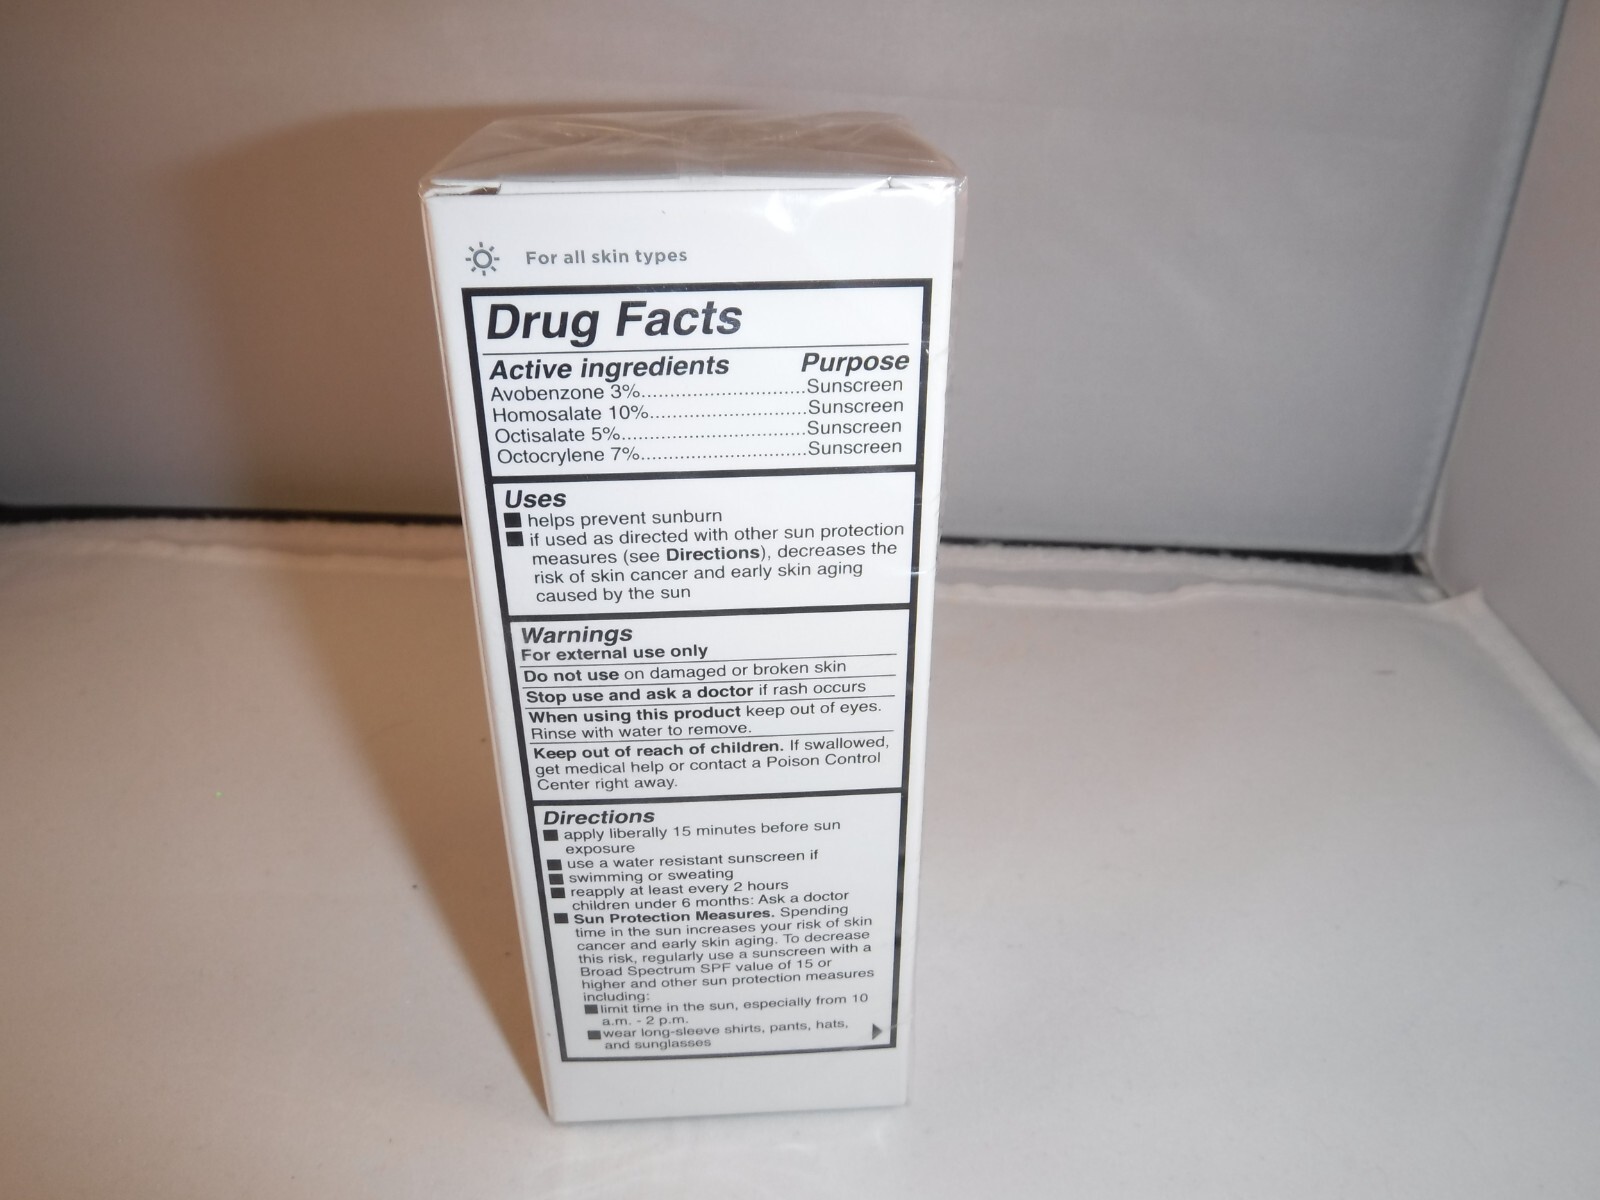 For all skin types
Drug Facts
Active ingredients Purpose
Avobenzone 3%............................Sunscreen
Homosalate 10%...........................Sunscreen
Octisalate 5%................................Sunscreen
Octocrylene 7%.............................Sunscreen
Uses
■ helps prevent sunburn
■ if used as directed with other sun protection
measures (see Directions), decreases the
risk of skin cancer and early skin aging
caused by the sun
Warnings
For external use only
Do not use on damaged or broken skin
Stop use and ask a doctor if rash occurs
When using this product keep out of eyes.
Rinse with water to remove.
Keep out of reach of children. If swallowed,
get medical help or contact a Poison Control
Center right away.
Directions
■ apply liberally 15 minutes before sun
exposure
■ use a water resistant sunscreen if
■ swimming or sweating
■ reapply at least every 2 hours
children under 6 months: Ask a doctor
■ Sun Protection Measures. Spending
time in the sun increases your risk of skin
cancer and early skin aging. To decrease
this risk, regularly use a sunscreen with a
Broad Spectrum SPF value of 15 or
higher and other sun protection measures
including:
■ limit time in the sun, especially from 10
a.m. - 2 p.m.
■ wear long-sleeve shirts, pants, hats,
and sunglasses